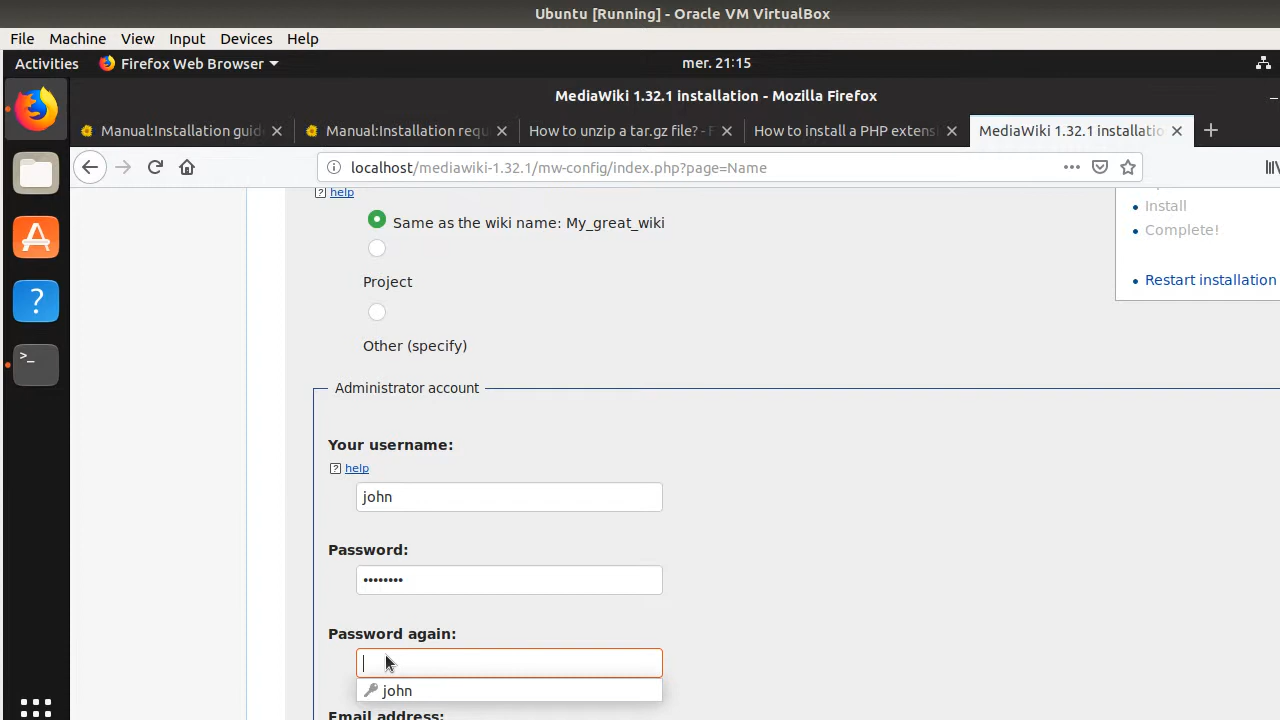 Ubuntu [Running] - Oracle VM VirtualBox
File Machine View Input Devices Help
Activities Firefox Web Browser mer. 21:15
MediaWiki 1.32.1 installation - Mozilla Firefox
Manual:Installation guid Manual:Installation requ How to unzip a tar.gz file? - F How to install a PHP extens MediaWiki 1.32.1 installatio
localhost/mediawiki-1.32.1/mw-config/index.php?page=Name
help
Install
Same as the wiki name: My_great_wiki
Complete!
Project
Restart installation
Other (specify)
Administrator account
Your username:
help
john
Password:
••••••••
Password again:
john
Email address: